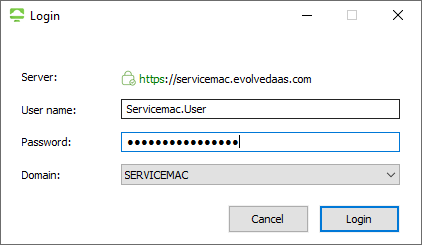 Login
Server: https://servicemac.evolvedaas.com
User name: Servicemac.User
Password: ••••••••••••••••
Domain: SERVICEMAC
Cancel Login